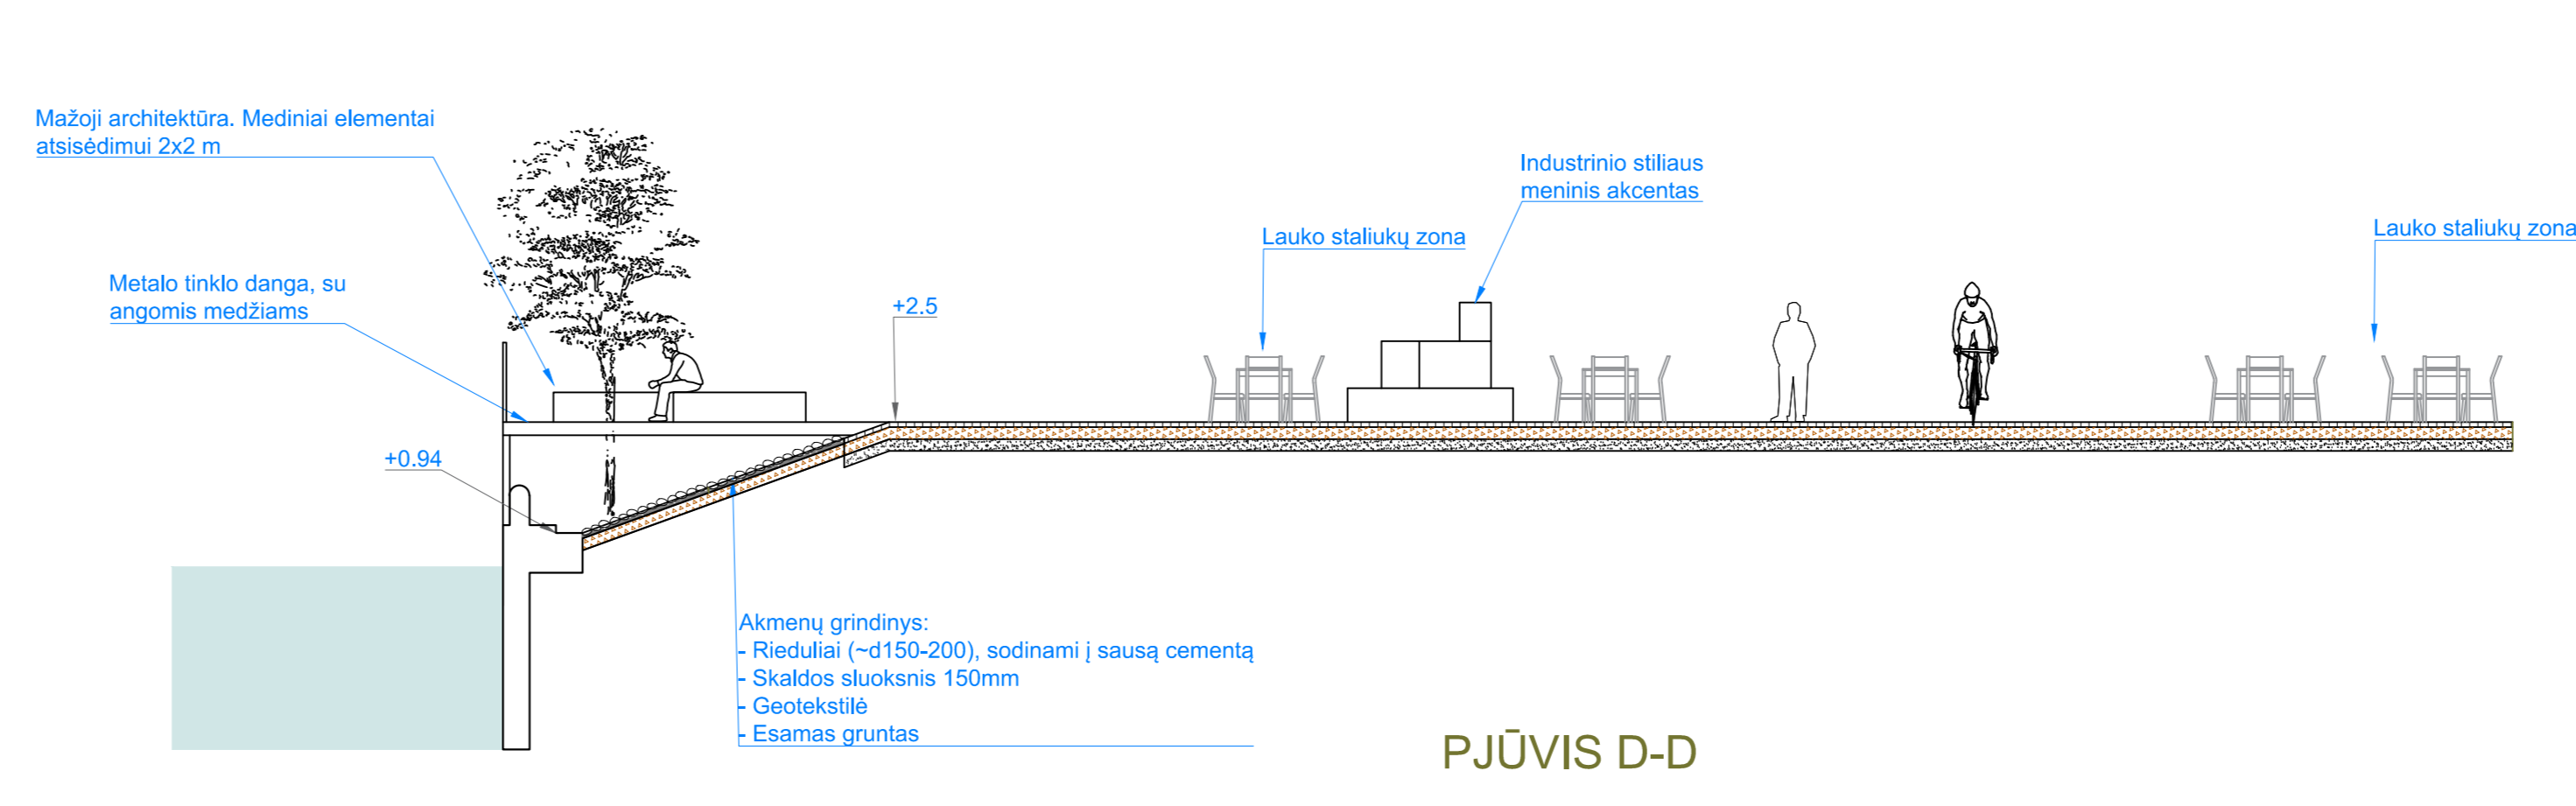 Mažoji architektūra. Mediniai elementai
atsisėdimui 2x2 m
Industrinio stiliaus
meninis akcentas
Lauko staliukų zona
Lauko staliukų zona
Metalo tinklo danga, su
angomis medžiams
+2.5
+0.94
Akmenų grindinys:
- Rieduliai (~d150-200), sodinami į sausą cementą
- Skaldos sluoksnis 150mm
- Geotekstilė
- Esamas gruntas
PJŪVIS D-D